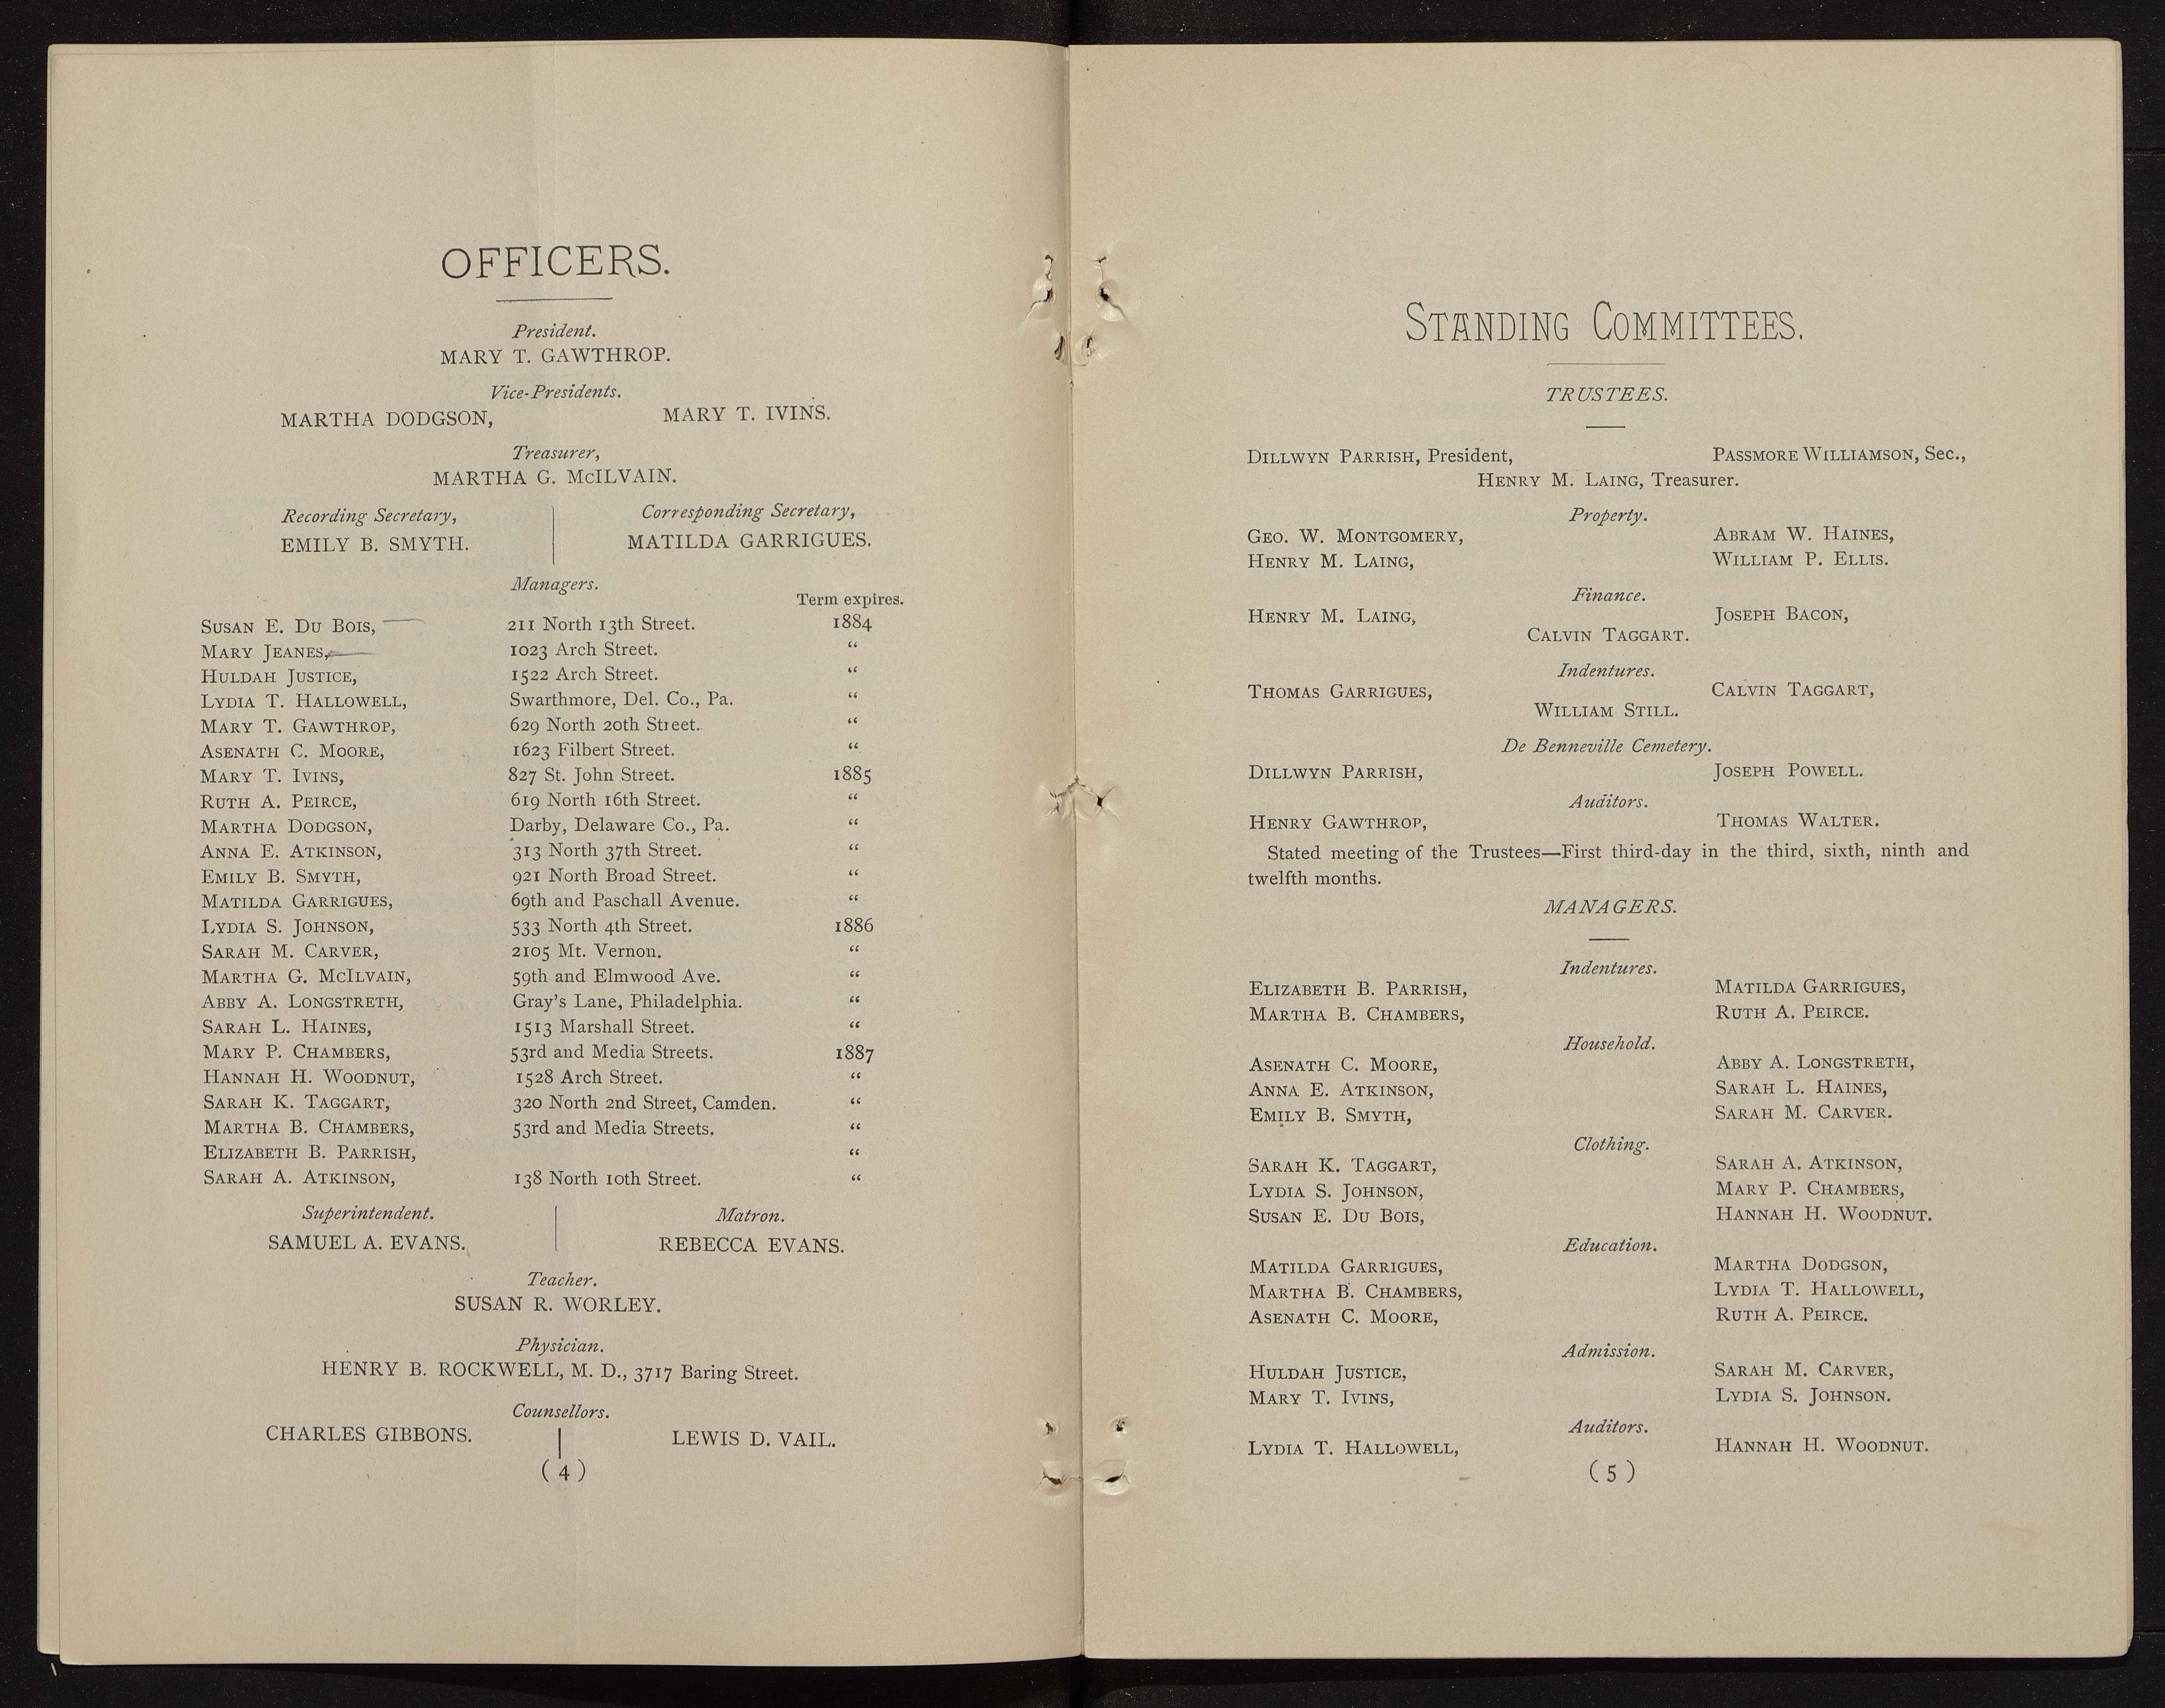 OFFICERS.
President.
MARY T. GAWTHROP.
Vice-Presidents.
MARTHA DODGSON, MARY T. IVINS.
Treasurer,
MARTHA G. McILVAIN.
Recording Secretary, Corresponding Secretary,
EMILY B. SMYTH. MATILDA GARRIGUES.
Managers.
Term expires.
SUSAN E. DU BOIS, 211 North 13th Street. 1884
MARY JEANES, 1023 Arch Street. “
HULDAH JUSTICE, 1522 Arch Street. “
LYDIA T. HALLOWELL, Swarthmore, Del. Co., Pa. “
MARY T. GAWTHROP, 629 North 20th Street. “
ASENATH C. MOORE, 1623 Filbert Street. “
MARY T. IVINS, 827 St. John Street. 1885
RUTH A. PEIRCE, 619 North 16th Street. “
MARTHA DODGSON, Darby, Delaware Co., Pa. “
ANNA E. ATKINSON, 313 North 37th Street. “
EMILY B. SMYTH, 921 North Broad Street. “
MATILDA GARRIGUES, 69th and Paschall Avenue. “
LYDIA S. JOHNSON, 533 North 4th Street. 1886
SARAH M. CARVER, 2105 Mt. Vernon. “
MARTHA G. McILVAIN, 59th and Elmwood Ave. “
ABBY A. LONGSTRETH, Gray's Lane, Philadelphia. “
SARAH L. HAINES, 1513 Marshall Street. “
MARY P. CHAMBERS, 53rd and Media Streets. 1887
HANNAH H. WOODNUT, 1528 Arch Street. “
SARAH K. TAGGART, 320 North 2nd Street, Camden. “
MARTHA B. CHAMBERS, 53rd and Media Streets. “
ELIZABETH B. PARRISH, “
SARAH A. ATKINSON, 138 North 10th Street. “
Superintendent. Matron.
SAMUEL A. EVANS. REBECCA EVANS.
Teacher.
SUSAN R. WORLEY.
Physician.
HENRY B. ROCKWELL, M. D., 3717 Baring Street.
Counsellors.
CHARLES GIBBONS. LEWIS D. VAIL.
(4)
STANDING COMMITTEES.
TRUSTEES.
DILLWYN PARRISH, President, PASSMORE WILLIAMSON, Sec.,
HENRY M. LAING, Treasurer.
Property.
GEO. W. MONTGOMERY, ABRAM W. HAINES,
HENRY M. LAING, WILLIAM P. ELLIS.
Finance.
HENRY M. LAING, JOSEPH BACON,
CALVIN TAGGART.
Indentures.
THOMAS GARRIGUES, CALVIN TAGGART,
WILLIAM STILL.
De Benneville Cemetery.
DILLWYN PARRISH, JOSEPH POWELL.
Auditors.
HENRY GAWTHROP, THOMAS WALTER.
Stated meeting of the Trustees—First third-day in the third, sixth, ninth and
twelfth months.
MANAGERS.
Indentures.
ELIZABETH B. PARRISH, MATILDA GARRIGUES,
MARTHA B. CHAMBERS, RUTH A. PEIRCE.
Household.
ASENATH C. MOORE, ABBY A. LONGSTRETH,
ANNA E. ATKINSON, SARAH L. HAINES,
EMILY B. SMYTH, SARAH M. CARVER.
Clothing.
SARAH K. TAGGART, SARAH A. ATKINSON,
LYDIA S. JOHNSON, MARY P. CHAMBERS,
SUSAN E. DU BOIS, HANNAH H. WOODNUT.
Education.
MATILDA GARRIGUES, MARTHA DODGSON,
MARTHA B. CHAMBERS, LYDIA T. HALLOWELL,
ASENATH C. MOORE, RUTH A. PEIRCE.
Admission.
HULDAH JUSTICE, SARAH M. CARVER,
MARY T. IVINS, LYDIA S. JOHNSON.
Auditors.
LYDIA T. HALLOWELL, HANNAH H. WOODNUT.
(5)